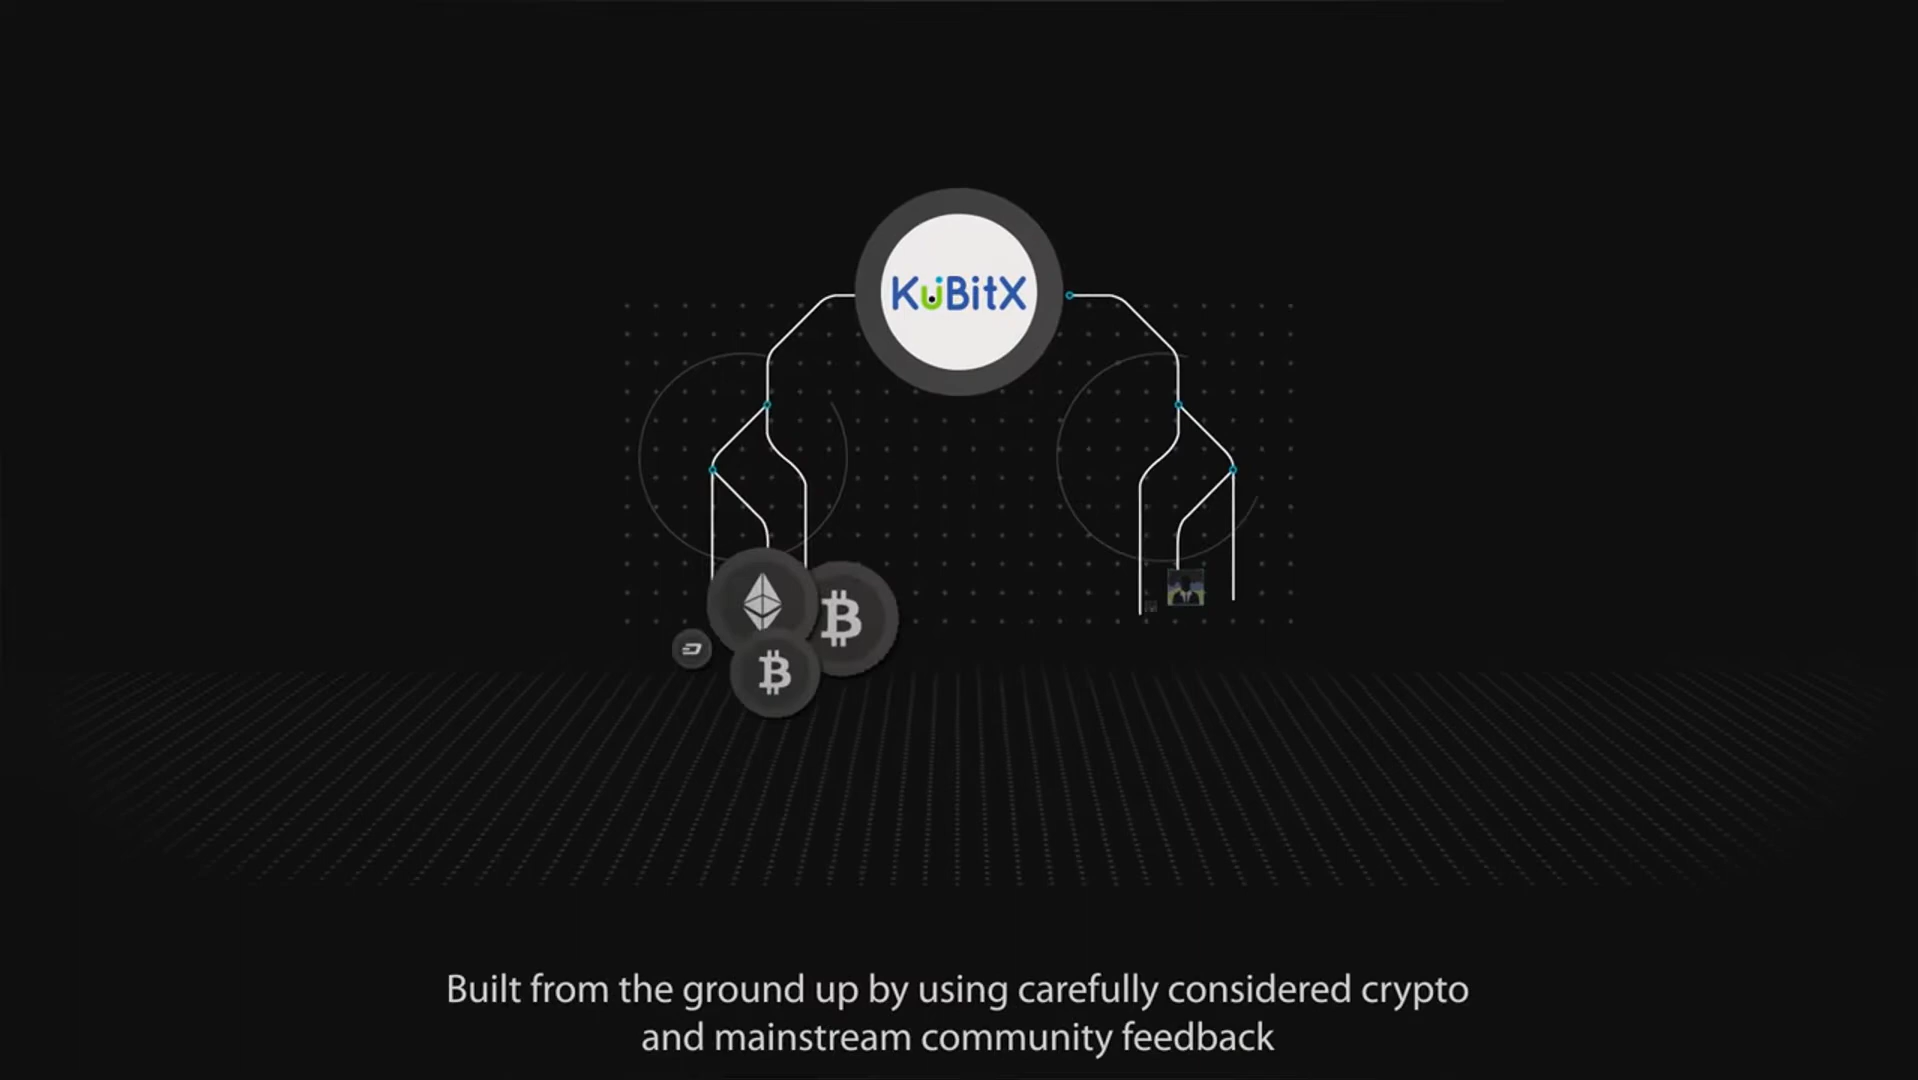 KuBitX
Built from the ground up by using carefully considered crypto
and mainstream community feedback